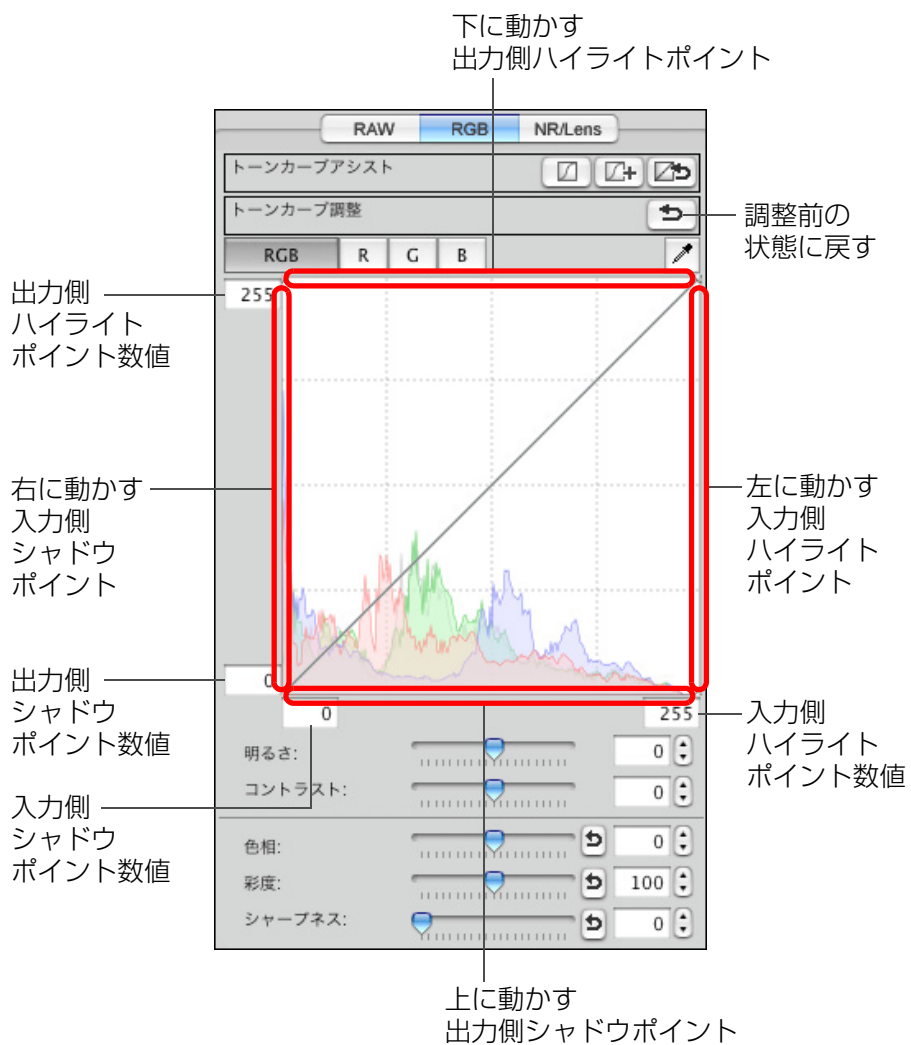 下に動かす
出力側ハイライトポイント
RAW RGB NR/Lens
トーンカーブアシスト
トーンカーブ調整
調整前の
状態に戻す
RGB R G B
出力側
ハイライト
ポイント数値
255
右に動かす
入力側
シャドウ
ポイント
左に動かす
入力側
ハイライト
ポイント
出力側
シャドウ
ポイント数値
0
0
255
入力側
ハイライト
ポイント数値
入力側
シャドウ
ポイント数値
明るさ: 0
コントラスト: 0
色相: 0
彩度: 100
シャープネス: 0
上に動かす
出力側シャドウポイント